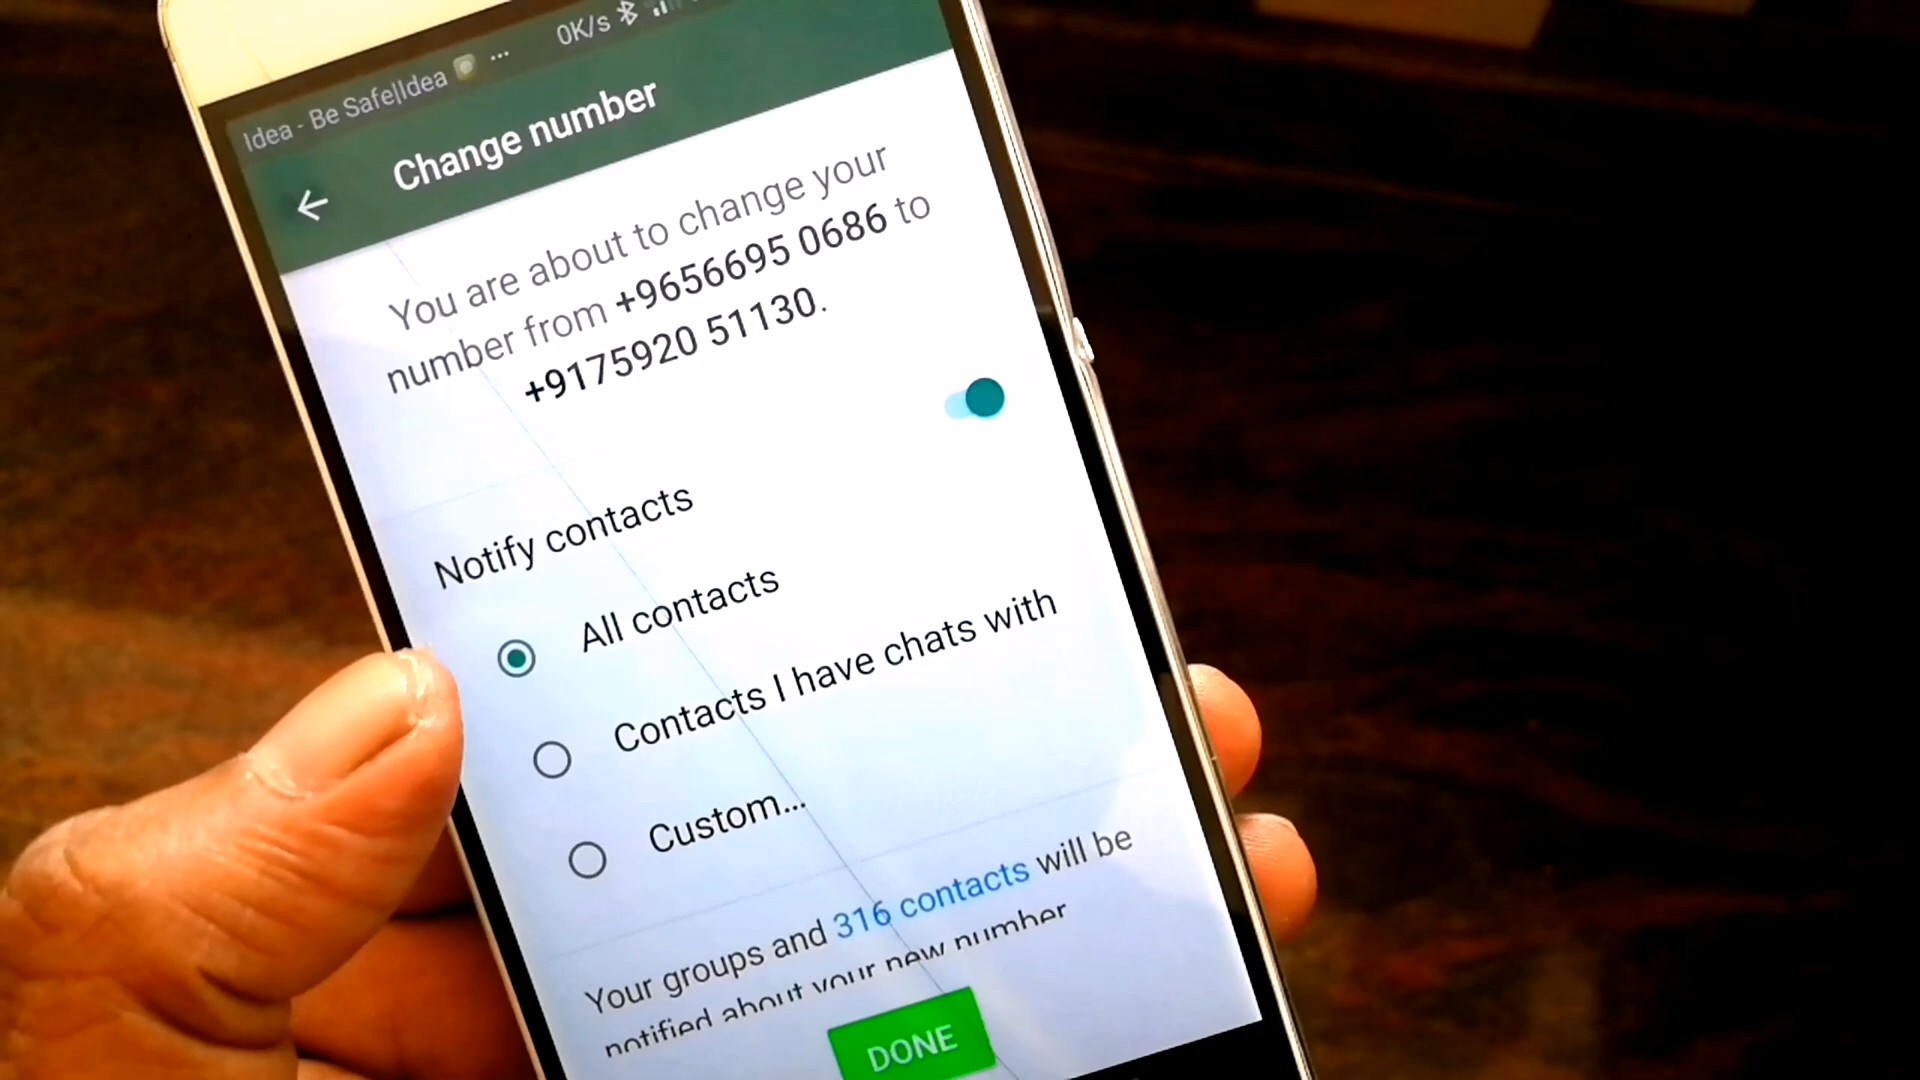 Idea - Be Safe|Idea ... 0K/s
Change number
You are about to change your
number from +9656695 0686 to
+9175920 51130.
Notify contacts
All contacts
Contacts I have chats with
Custom...
Your groups and 316 contacts will be
notified about your new number
DONE